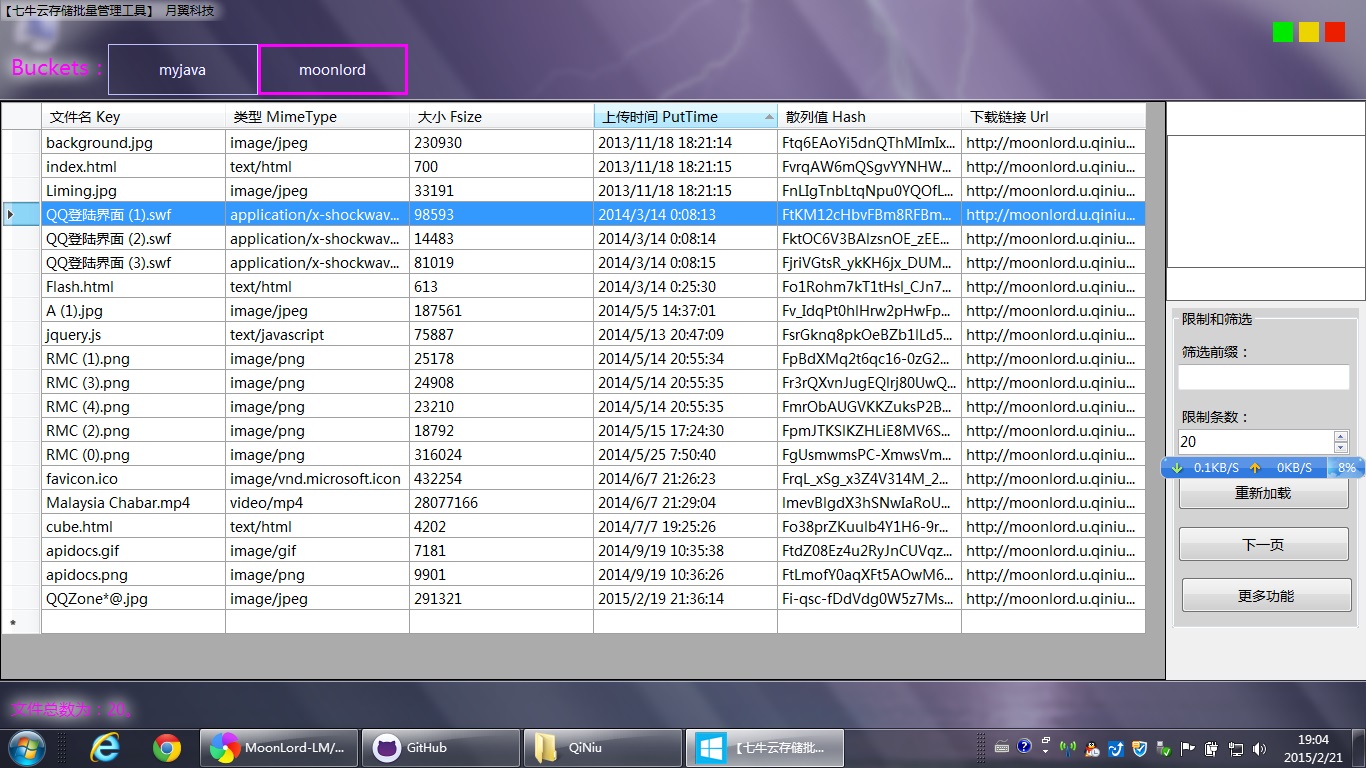 【七牛云存储批量管理工具】 月翼科技
Buckets：
myjava
moonlord
文件名 Key 类型 MimeType 大小 Fsize 上传时间 PutTime 散列值 Hash 下载链接 Url
background.jpg image/jpeg 230930 2013/11/18 18:21:14 Ftq6EAoYi5dnQThMImIx... http://moonlord.u.qiniu...
index.html text/html 700 2013/11/18 18:21:15 FvrqAW6mQSgvYYNHW... http://moonlord.u.qiniu...
Liming.jpg image/jpeg 33191 2013/11/18 18:21:15 FnLIgTnbLtqNpu0YQOfL... http://moonlord.u.qiniu...
QQ登陆界面 (1).swf application/x-shockwav... 98593 2014/3/14 0:08:13 FtKM12cHbvFBm8RFBm... http://moonlord.u.qiniu...
QQ登陆界面 (2).swf application/x-shockwav... 14483 2014/3/14 0:08:14 FktOC6V3BAlzsnOE_zEE... http://moonlord.u.qiniu...
QQ登陆界面 (3).swf application/x-shockwav... 81019 2014/3/14 0:08:15 FjriVGtsR_ykKH6jx_DUM... http://moonlord.u.qiniu...
Flash.html text/html 613 2014/3/14 0:25:30 Fo1Rohm7kT1tHsl_CJn7... http://moonlord.u.qiniu...
A (1).jpg image/jpeg 187561 2014/5/5 14:37:01 Fv_IdqPt0hlHrw2pHwFp... http://moonlord.u.qiniu...
jquery.js text/javascript 75887 2014/5/13 20:47:09 FsrGknq8pkOeBZb1lLd5... http://moonlord.u.qiniu...
RMC (1).png image/png 25178 2014/5/14 20:55:34 FpBdXMq2t6qc16-0zG2... http://moonlord.u.qiniu...
RMC (3).png image/png 24908 2014/5/14 20:55:35 Fr3rQXvnJugEQlrj80UwQ... http://moonlord.u.qiniu...
RMC (4).png image/png 23210 2014/5/14 20:55:35 FmrObAUGVKKZuksP2B... http://moonlord.u.qiniu...
RMC (2).png image/png 18792 2014/5/15 17:24:30 FpmJTKSlKZHLiE8MV6S... http://moonlord.u.qiniu...
RMC (0).png image/png 316024 2014/5/25 7:50:40 FgUsmwmsPC-XmwsVm... http://moonlord.u.qiniu...
favicon.ico image/vnd.microsoft.icon 432254 2014/6/7 21:26:23 FrqL_xSg_x3Z4V314M_2... http://moonlord.u.qiniu...
Malaysia Chabar.mp4 video/mp4 28077166 2014/6/7 21:29:04 lmevBlgdX3hSNwIaRoU... http://moonlord.u.qiniu...
cube.html text/html 4202 2014/7/7 19:25:26 Fo38prZKuulb4Y1H6-9r... http://moonlord.u.qiniu...
apidocs.gif image/gif 7181 2014/9/19 10:35:38 FtdZ08Ez4u2RyJnCUVqz... http://moonlord.u.qiniu...
apidocs.png image/png 9901 2014/9/19 10:36:26 FtLmofY0aqXFt5AOwM6... http://moonlord.u.qiniu...
QQZone*@.jpg image/jpeg 291321 2015/2/19 21:36:14 Fi-qsc-fDdVdg0W5z7Ms... http://moonlord.u.qiniu...
*
限制和筛选
筛选前缀：
限制条数：
20
0.1KB/S 0KB/S 8%
重新加载
下一页
更多功能
文件总数为：20。
MoonLord-LM/... GitHub QiNiu 【七牛云存储批...
19:04
2015/2/21